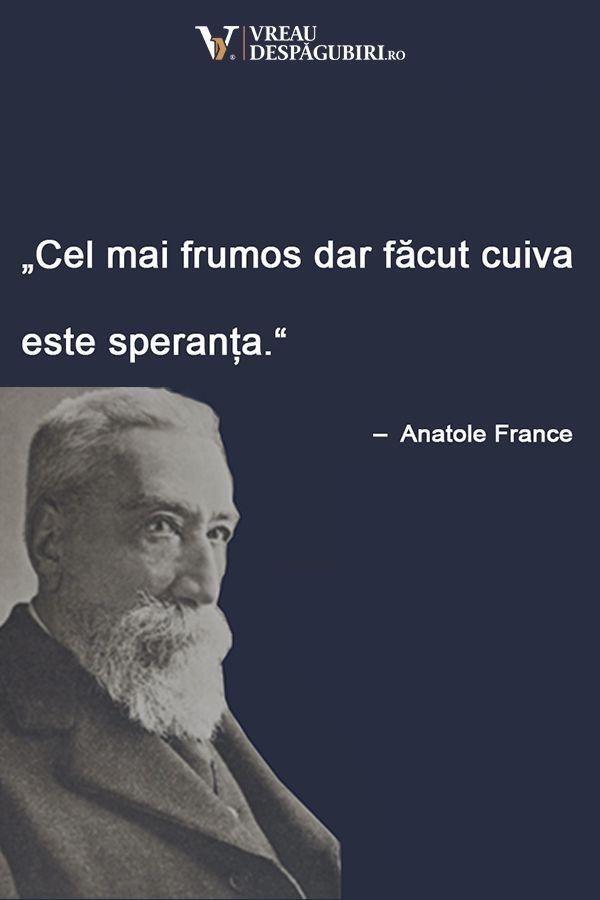 VREAU
DESPĂGUBIRI.RO
„Cel mai frumos dar făcut cuiva
este speranța.“
– Anatole France